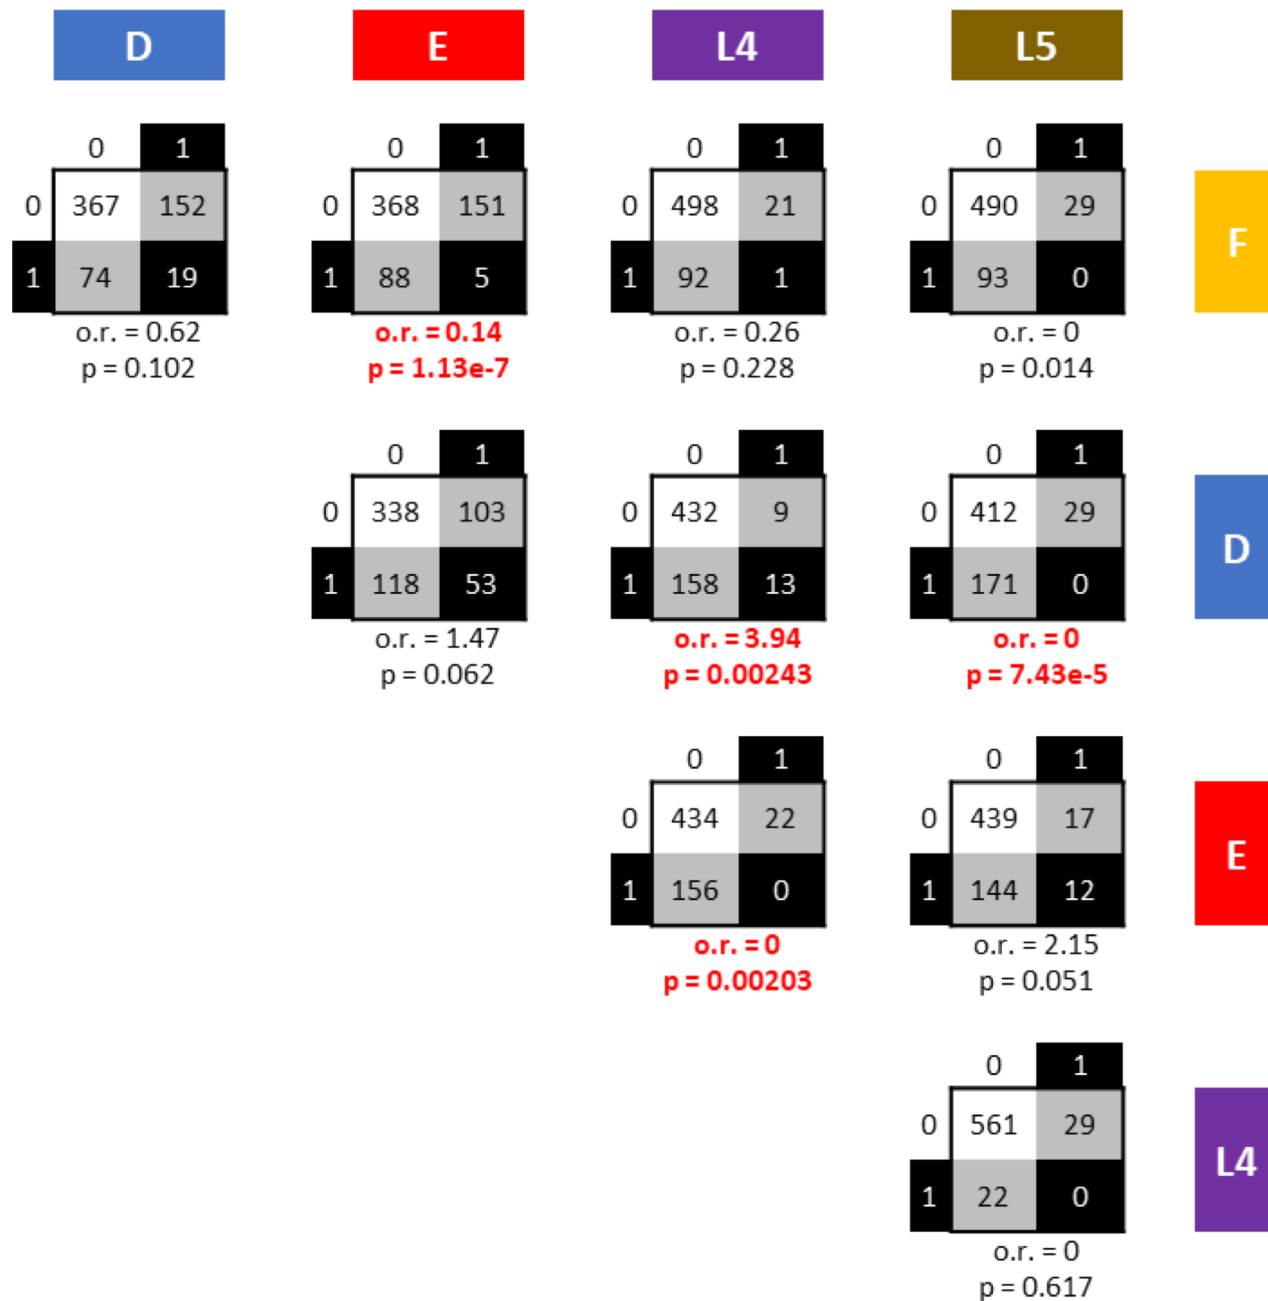 D E L4 L5
0 1 0 1 0 1 0 1
0 367 152 0 368 151 0 498 21 0 490 29 F
1 74 19 1 88 5 1 92 1 1 93 0
o.r. = 0.62 o.r. = 0.14 o.r. = 0.26 o.r. = 0
p = 0.102 p = 1.13e-7 p = 0.228 p = 0.014
0 1 0 1 0 1
0 338 103 0 432 9 0 412 29 D
1 118 53 1 158 13 1 171 0
o.r. = 1.47 o.r. = 3.94 o.r. = 0
p = 0.062 p = 0.00243 p = 7.43e-5
0 1 0 1
0 434 22 0 439 17 E
1 156 0 1 144 12
o.r. = 0 o.r. = 2.15
p = 0.00203 p = 0.051
0 1
0 561 29 L4
1 22 0
o.r. = 0
p = 0.617